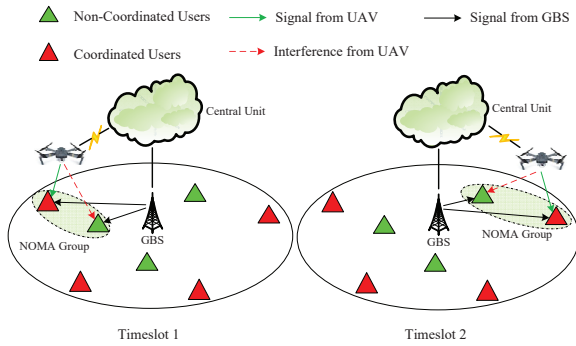 Non-Coordinated Users
Signal from UAV
Signal from GBS
Coordinated Users
Interference from UAV
Central Unit
NOMA Group
GBS
Timeslot 1
Central Unit
GBS
NOMA Group
Timeslot 2